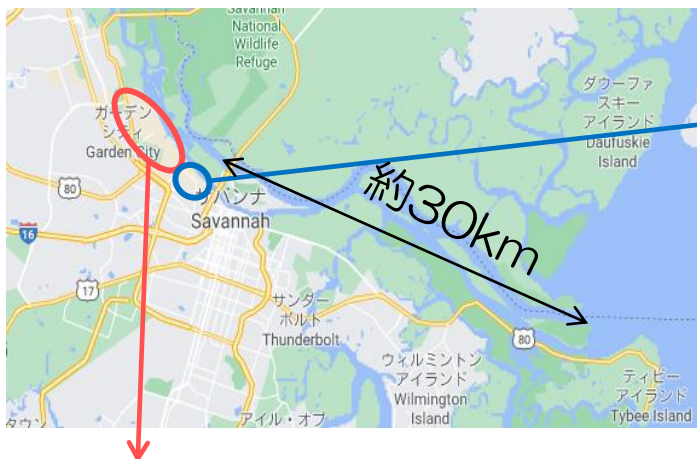 Savannah
National
Wildlife
Refuge
ガーデン
シティ
Garden City
ダウーファ
スキー
アイランド
Daufuskie
Island
80
サバンナ
Savannah
約30km
16
17
サンダー
ボルト
Thunderbolt
80
ウィルミントン
アイランド
Wilmington
Island
ティビー
アイランド
Tybee Island
タウン
アイル・オブ